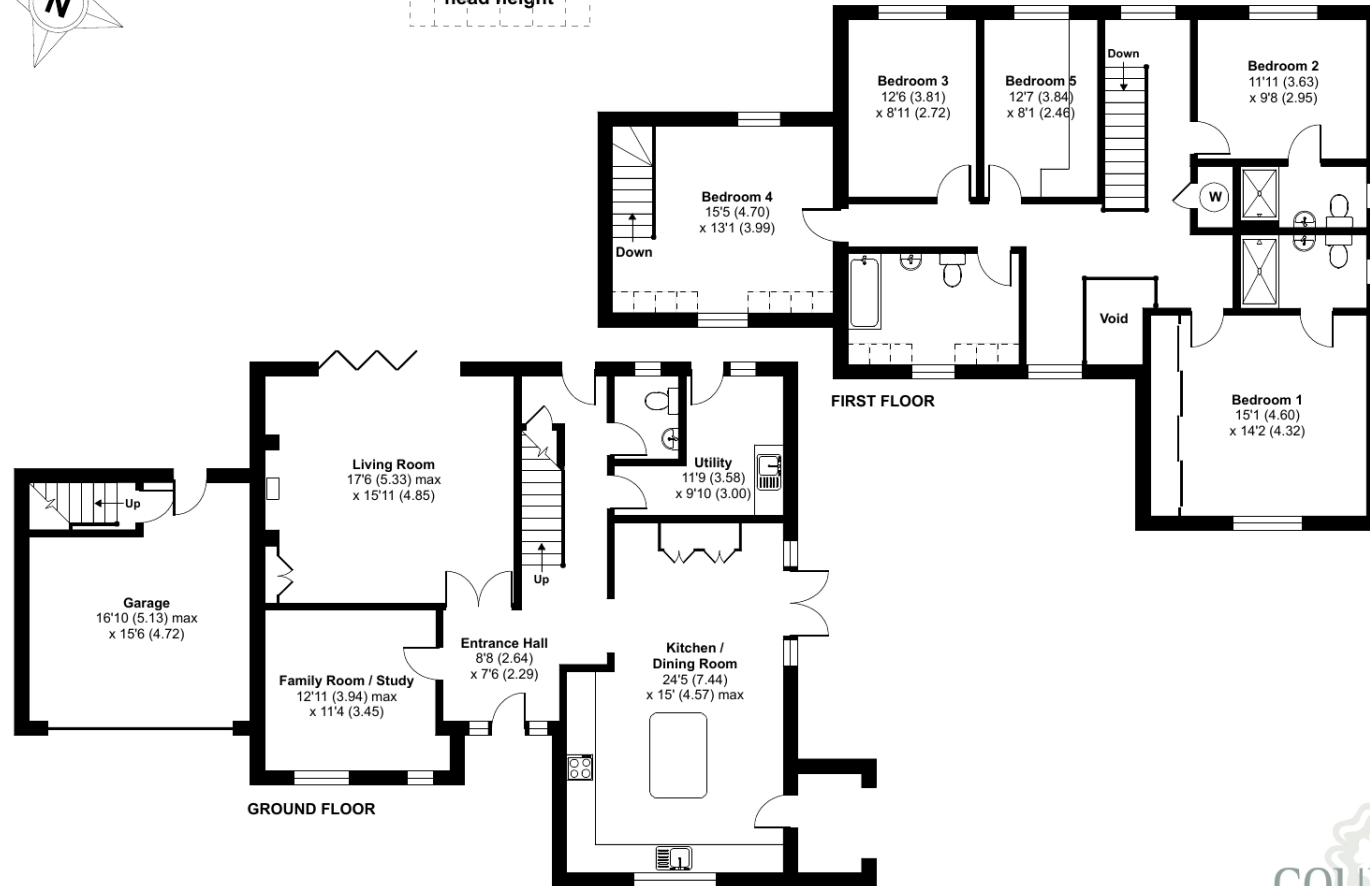 N
head height
Bedroom 3
12'6 (3.81)
x 8'11 (2.72)
Bedroom 5
12'7 (3.84)
x 8'1 (2.46)
Down
Bedroom 2
11'11 (3.63)
x 9'8 (2.95)
Bedroom 4
15'5 (4.70)
x 13'1 (3.99)
Down
W
Void
Bedroom 1
15'1 (4.60)
x 14'2 (4.32)
FIRST FLOOR
Living Room
17'6 (5.33) max
x 15'11 (4.85)
Utility
11'9 (3.58)
x 9'10 (3.00)
Up
Up
Garage
16'10 (5.13) max
x 15'6 (4.72)
Entrance Hall
8'8 (2.64)
x 7'6 (2.29)
Kitchen /
Dining Room
24'5 (7.44)
x 15' (4.57) max
Family Room / Study
12'11 (3.94) max
x 11'4 (3.45)
GROUND FLOOR